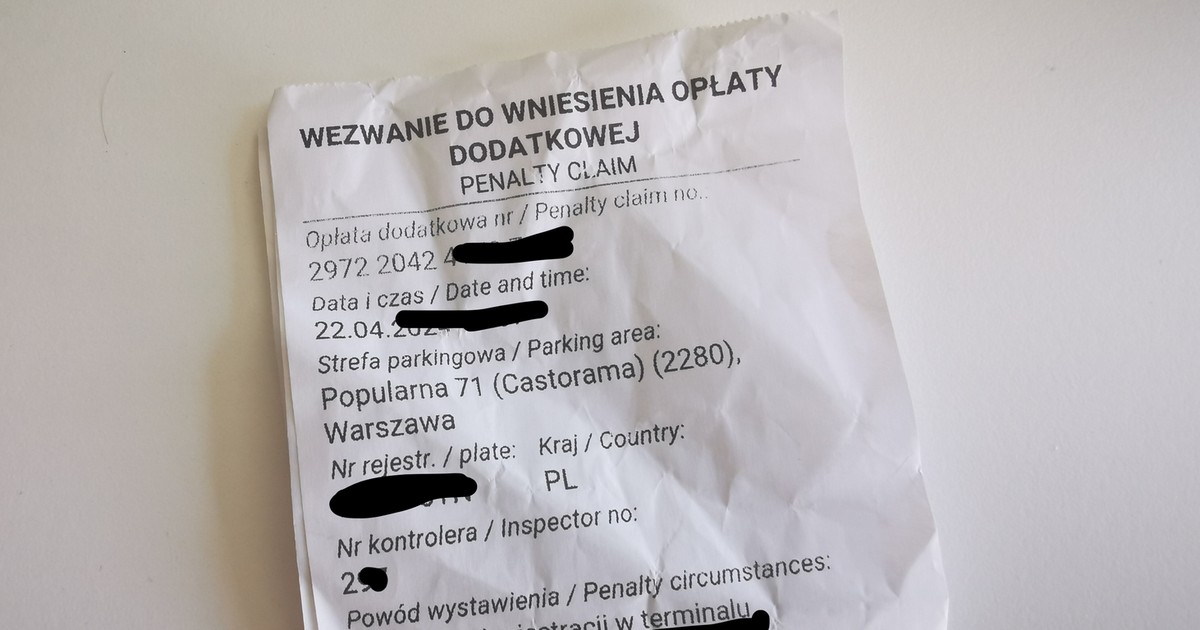 WEZWANIE DO WNIESIENIA OPŁATY
DODATKOWEJ
PENALTY CLAIM
Opłata dodatkowa nr / Penalty claim no..
2972 2042 4
Data i czas / Date and time:
22.04.
Strefa parkingowa / Parking area:
Popularna 71 (Castorama) (2280),
Warszawa
Nr rejestr. / plate: Kraj / Country:
PL
Nr kontrolera / Inspector no:
29
Powód wystawienia / Penalty circumstances:
w terminalu